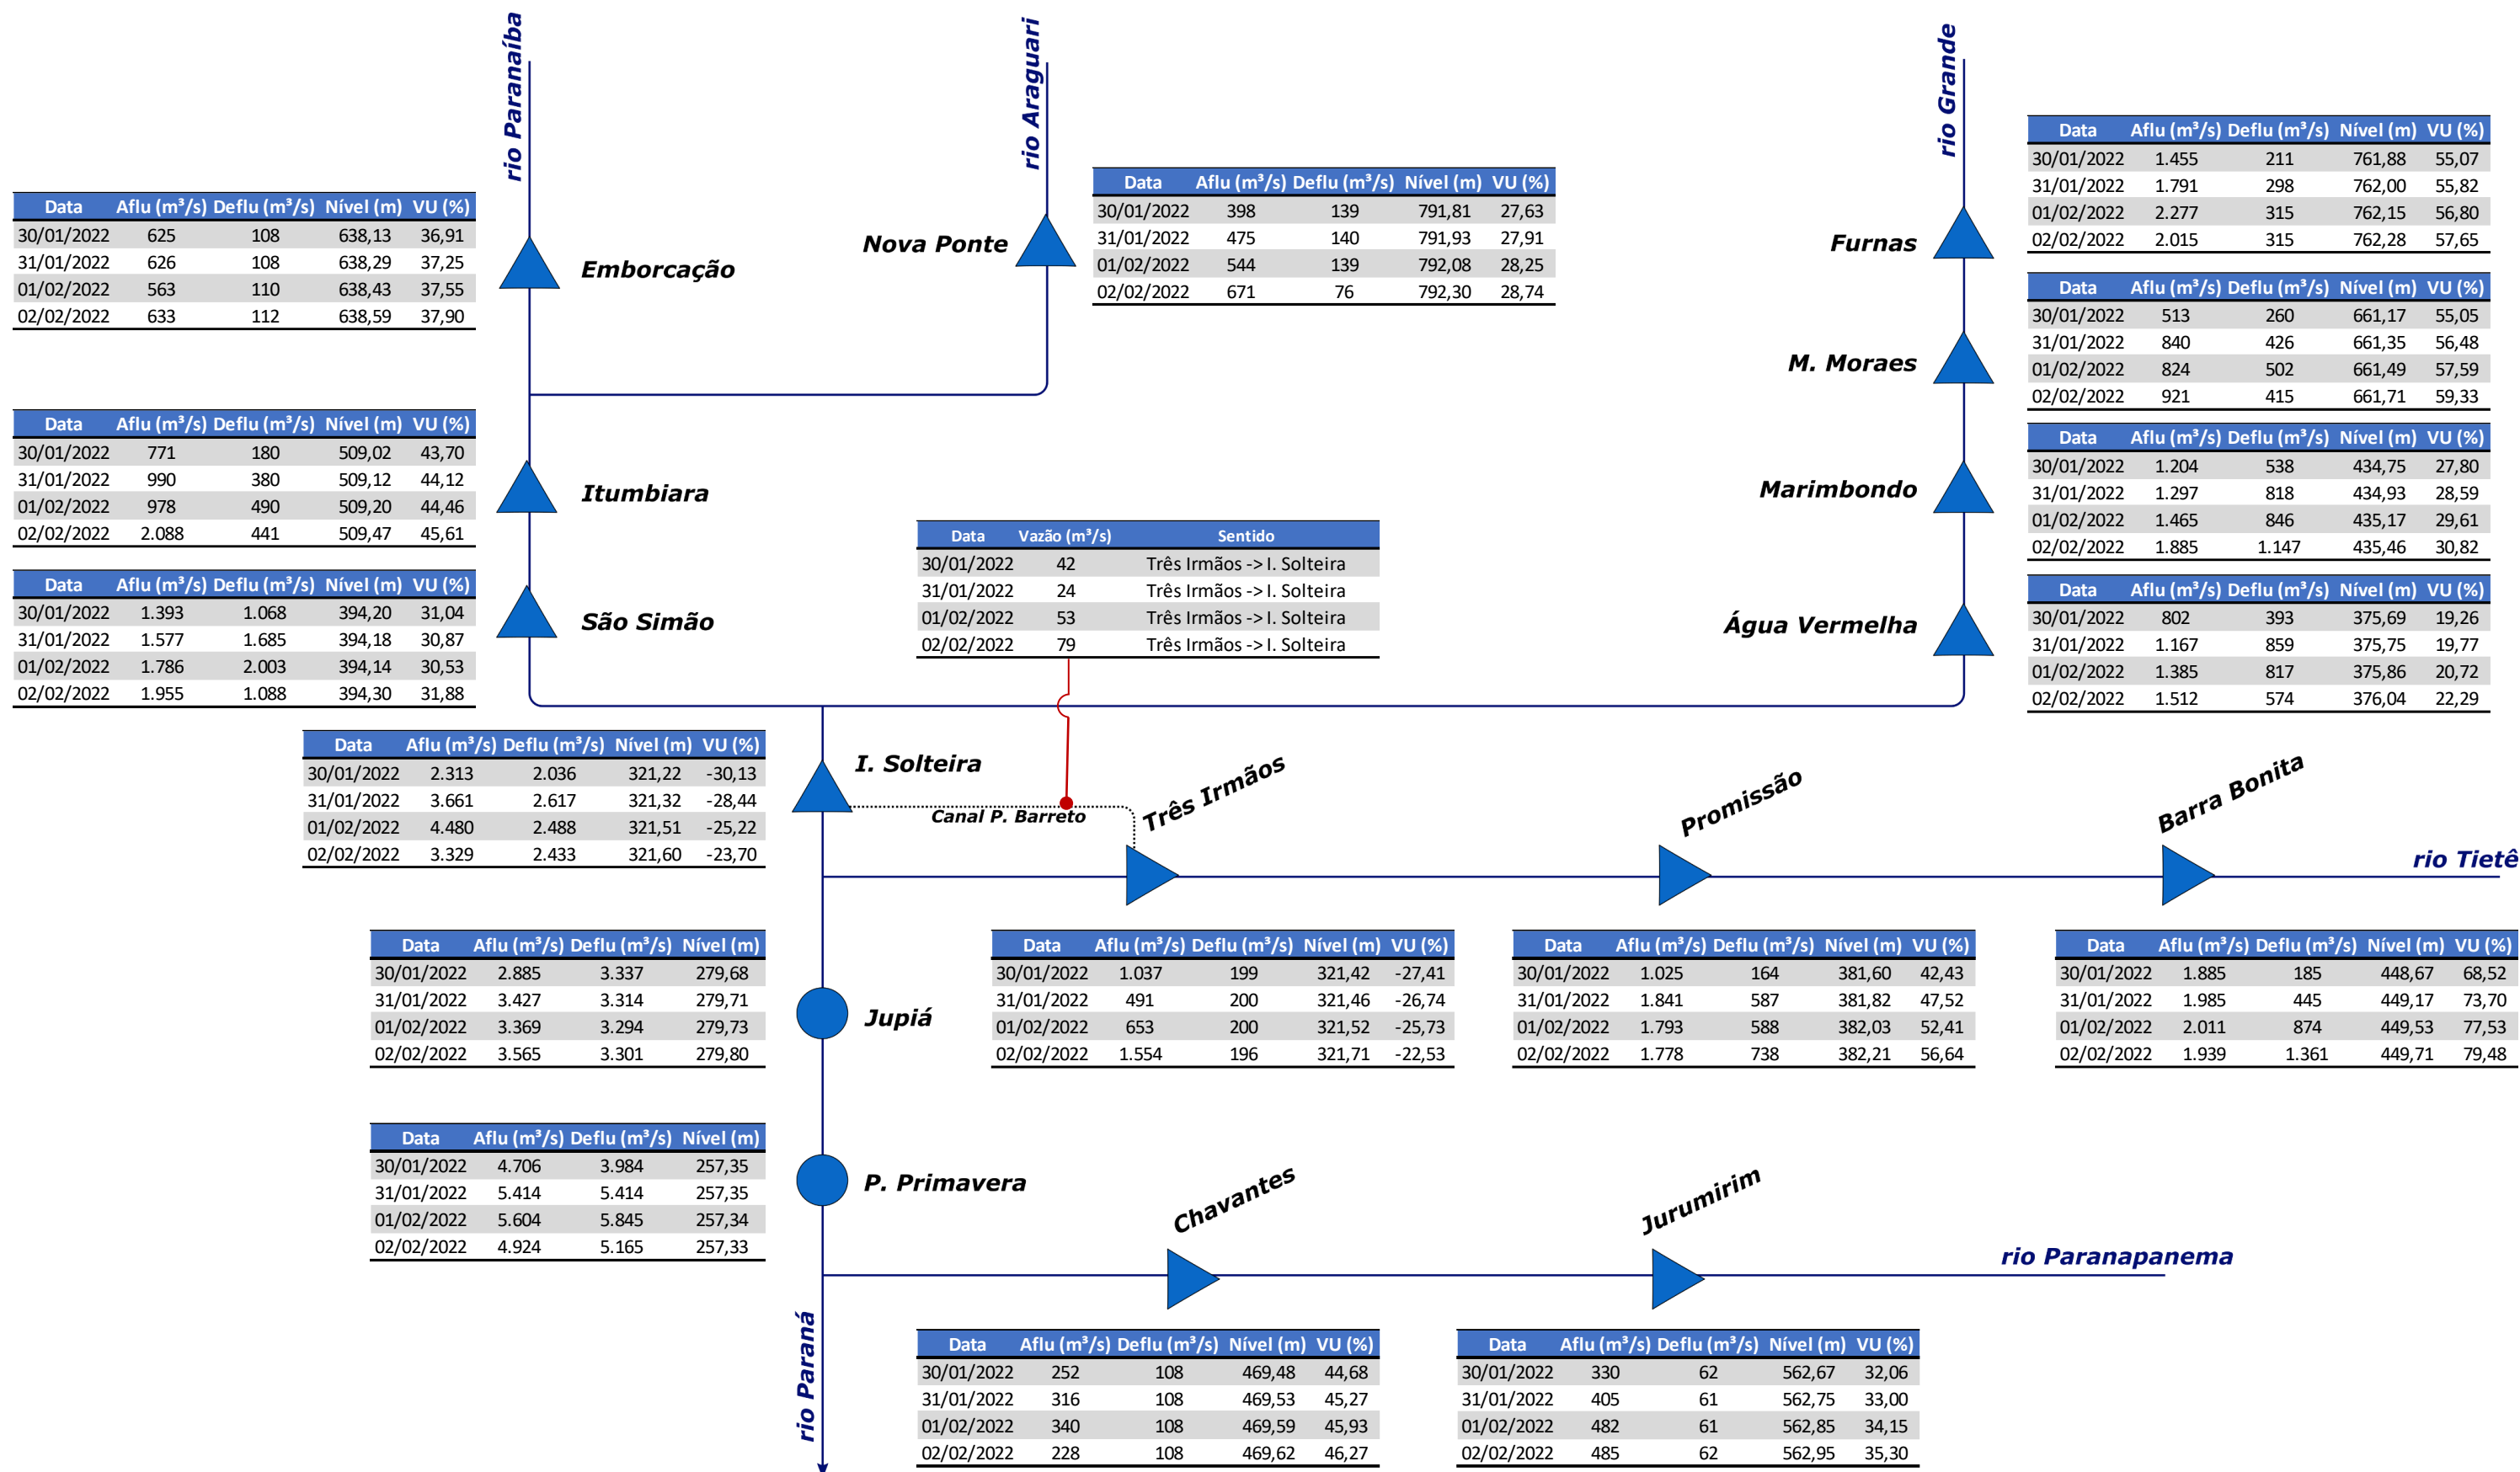 rio Paranaíba
rio Araguari
rio Grande
Data Aflu (m³/s) Deflu (m³/s) Nível (m) VU (%)
30/01/2022 1.455 211 761,88 55,07
31/01/2022 1.791 298 762,00 55,82
01/02/2022 2.277 315 762,15 56,80
02/02/2022 2.015 315 762,28 57,65
Furnas
Data Aflu (m³/s) Deflu (m³/s) Nível (m) VU (%)
30/01/2022 398 139 791,81 27,63
31/01/2022 475 140 791,93 27,91
01/02/2022 544 139 792,08 28,25
02/02/2022 671 76 792,30 28,74
Nova Ponte
Data Aflu (m³/s) Deflu (m³/s) Nível (m) VU (%)
30/01/2022 625 108 638,13 36,91
31/01/2022 626 108 638,29 37,25
01/02/2022 563 110 638,43 37,55
02/02/2022 633 112 638,59 37,90
Emborcação
Data Aflu (m³/s) Deflu (m³/s) Nível (m) VU (%)
30/01/2022 513 260 661,17 55,05
31/01/2022 840 426 661,35 56,48
01/02/2022 824 502 661,49 57,59
02/02/2022 921 415 661,71 59,33
M. Moraes
Data Aflu (m³/s) Deflu (m³/s) Nível (m) VU (%)
30/01/2022 771 180 509,02 43,70
31/01/2022 990 380 509,12 44,12
01/02/2022 978 490 509,20 44,46
02/02/2022 2.088 441 509,47 45,61
Itumbiara
Data Aflu (m³/s) Deflu (m³/s) Nível (m) VU (%)
30/01/2022 1.204 538 434,75 27,80
31/01/2022 1.297 818 434,93 28,59
01/02/2022 1.465 846 435,17 29,61
02/02/2022 1.885 1.147 435,46 30,82
Marimbondo
Data Vazão (m³/s) Sentido
30/01/2022 42 Três Irmãos -> I. Solteira
31/01/2022 24 Três Irmãos -> I. Solteira
01/02/2022 53 Três Irmãos -> I. Solteira
02/02/2022 79 Três Irmãos -> I. Solteira
Data Aflu (m³/s) Deflu (m³/s) Nível (m) VU (%)
30/01/2022 1.393 1.068 394,20 31,04
31/01/2022 1.577 1.685 394,18 30,87
01/02/2022 1.786 2.003 394,14 30,53
02/02/2022 1.955 1.088 394,30 31,88
São Simão
Data Aflu (m³/s) Deflu (m³/s) Nível (m) VU (%)
30/01/2022 802 393 375,69 19,26
31/01/2022 1.167 859 375,75 19,77
01/02/2022 1.385 817 375,86 20,72
02/02/2022 1.512 574 376,04 22,29
Água Vermelha
Data Aflu (m³/s) Deflu (m³/s) Nível (m) VU (%)
30/01/2022 2.313 2.036 321,22 -30,13
31/01/2022 3.661 2.617 321,32 -28,44
01/02/2022 4.480 2.488 321,51 -25,22
02/02/2022 3.329 2.433 321,60 -23,70
I. Solteira
Canal P. Barreto
Três Irmãos
Promissão
Barra Bonita
rio Tietê
Data Aflu (m³/s) Deflu (m³/s) Nível (m)
30/01/2022 2.885 3.337 279,68
31/01/2022 3.427 3.314 279,71
01/02/2022 3.369 3.294 279,73
02/02/2022 3.565 3.301 279,80
Jupiá
Data Aflu (m³/s) Deflu (m³/s) Nível (m) VU (%)
30/01/2022 1.037 199 321,42 -27,41
31/01/2022 491 200 321,46 -26,74
01/02/2022 653 200 321,52 -25,73
02/02/2022 1.554 196 321,71 -22,53
Data Aflu (m³/s) Deflu (m³/s) Nível (m) VU (%)
30/01/2022 1.025 164 381,60 42,43
31/01/2022 1.841 587 381,82 47,52
01/02/2022 1.793 588 382,03 52,41
02/02/2022 1.778 738 382,21 56,64
Data Aflu (m³/s) Deflu (m³/s) Nível (m) VU (%)
30/01/2022 1.885 185 448,67 68,52
31/01/2022 1.985 445 449,17 73,70
01/02/2022 2.011 874 449,53 77,53
02/02/2022 1.939 1.361 449,71 79,48
Data Aflu (m³/s) Deflu (m³/s) Nível (m)
30/01/2022 4.706 3.984 257,35
31/01/2022 5.414 5.414 257,35
01/02/2022 5.604 5.845 257,34
02/02/2022 4.924 5.165 257,33
P. Primavera
Chavantes
Jurumirim
rio Paranapanema
rio Paraná
Data Aflu (m³/s) Deflu (m³/s) Nível (m) VU (%)
30/01/2022 252 108 469,48 44,68
31/01/2022 316 108 469,53 45,27
01/02/2022 340 108 469,59 45,93
02/02/2022 228 108 469,62 46,27
Data Aflu (m³/s) Deflu (m³/s) Nível (m) VU (%)
30/01/2022 330 62 562,67 32,06
31/01/2022 405 61 562,75 33,00
01/02/2022 482 61 562,85 34,15
02/02/2022 485 62 562,95 35,30